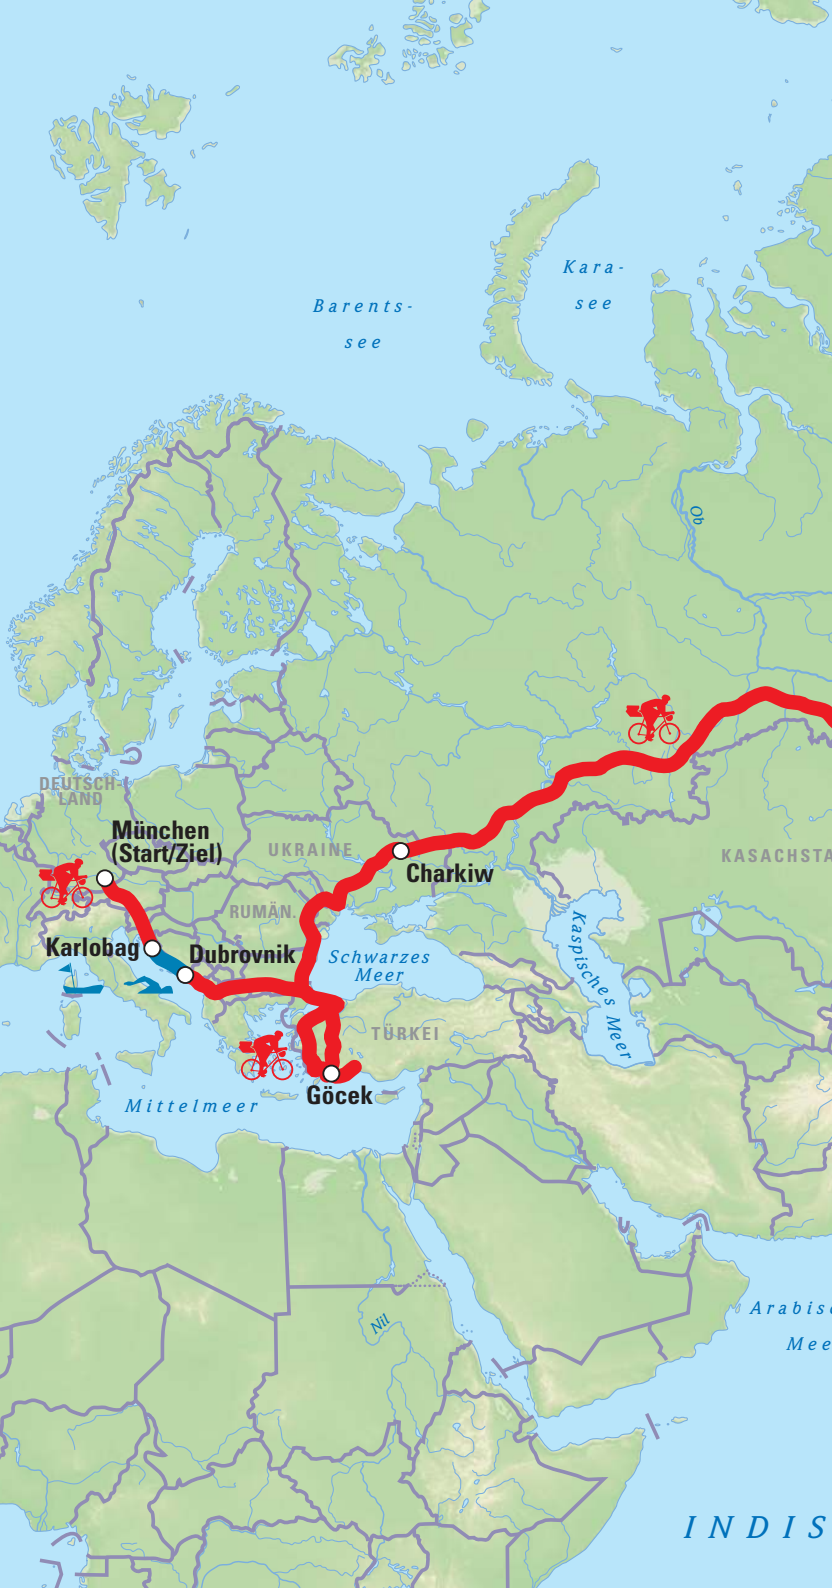 Kara-
see
Barents-
see
Ob
DEUTSCH-
LAND
München
(Start/Ziel)
UKRAINE
Charkiw
KASACHSTA
RUMÄN.
Karlobag
Dubrovnik
Schwarzes
Meer
Kaspisches Meer
TÜRKEI
Göcek
Mittelmeer
Nil
Arabisc
Mee
INDIS